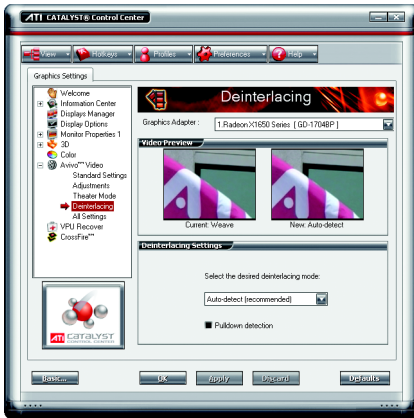 ATI CATALYST® Control Center
View Hotkeys Profiles Preferences Help
Graphics Settings
Welcome
Information Center
Displays Manager
Display Options
Monitor Properties 1
3D
Color
Avivo™ Video
Standard Settings
Adjustments
Theater Mode
Deinterlacing
All Settings
VPU Recover
CrossFire™
ATI CATALYST
CONTROL CENTER
Deinterlacing
Graphics Adapter :
1.Radeon X1650 Series [ GD-1704BP ]
Video Preview
Current: Weave
New: Auto-detect
Deinterlacing Settings
Select the desired deinterlacing mode:
Auto-detect (recommended)
Pulldown detection
Basic...
OK
Apply
Discard
Defaults